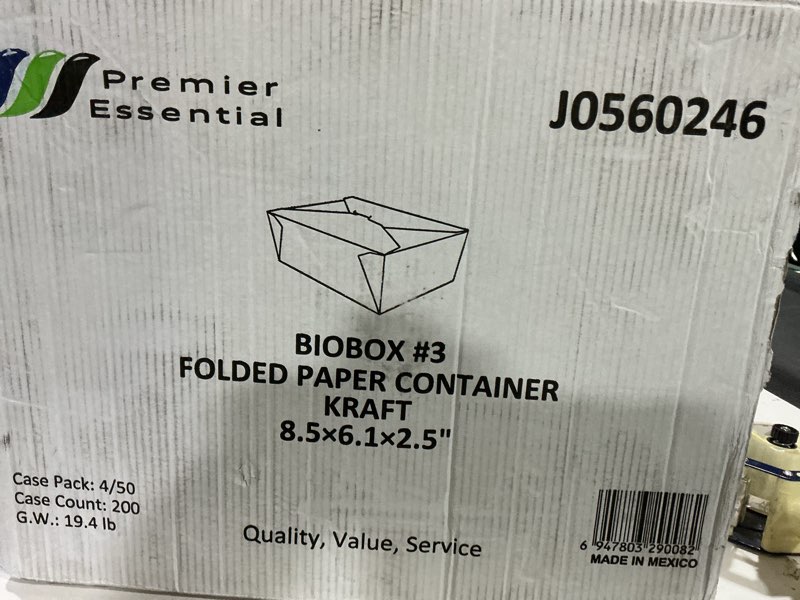 Premier
Essential
J0560246
BIOBOX #3
FOLDED PAPER CONTAINER
KRAFT
8.5×6.1×2.5"
Case Pack: 4/50
Case Count: 200
G.W.: 19.4 lb
Quality, Value, Service
6 947803 290082
MADE IN MEXICO